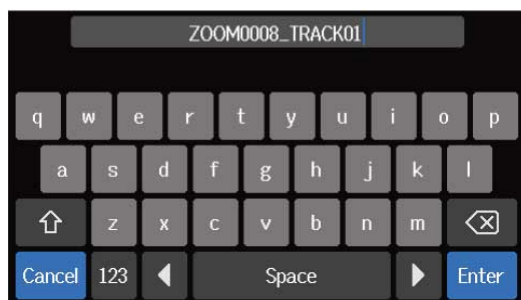 ZOOM0008_TRACK01
q w e r t y u i o p
a s d f g h j k l
z x c v b n m
Cancel 123 Space Enter